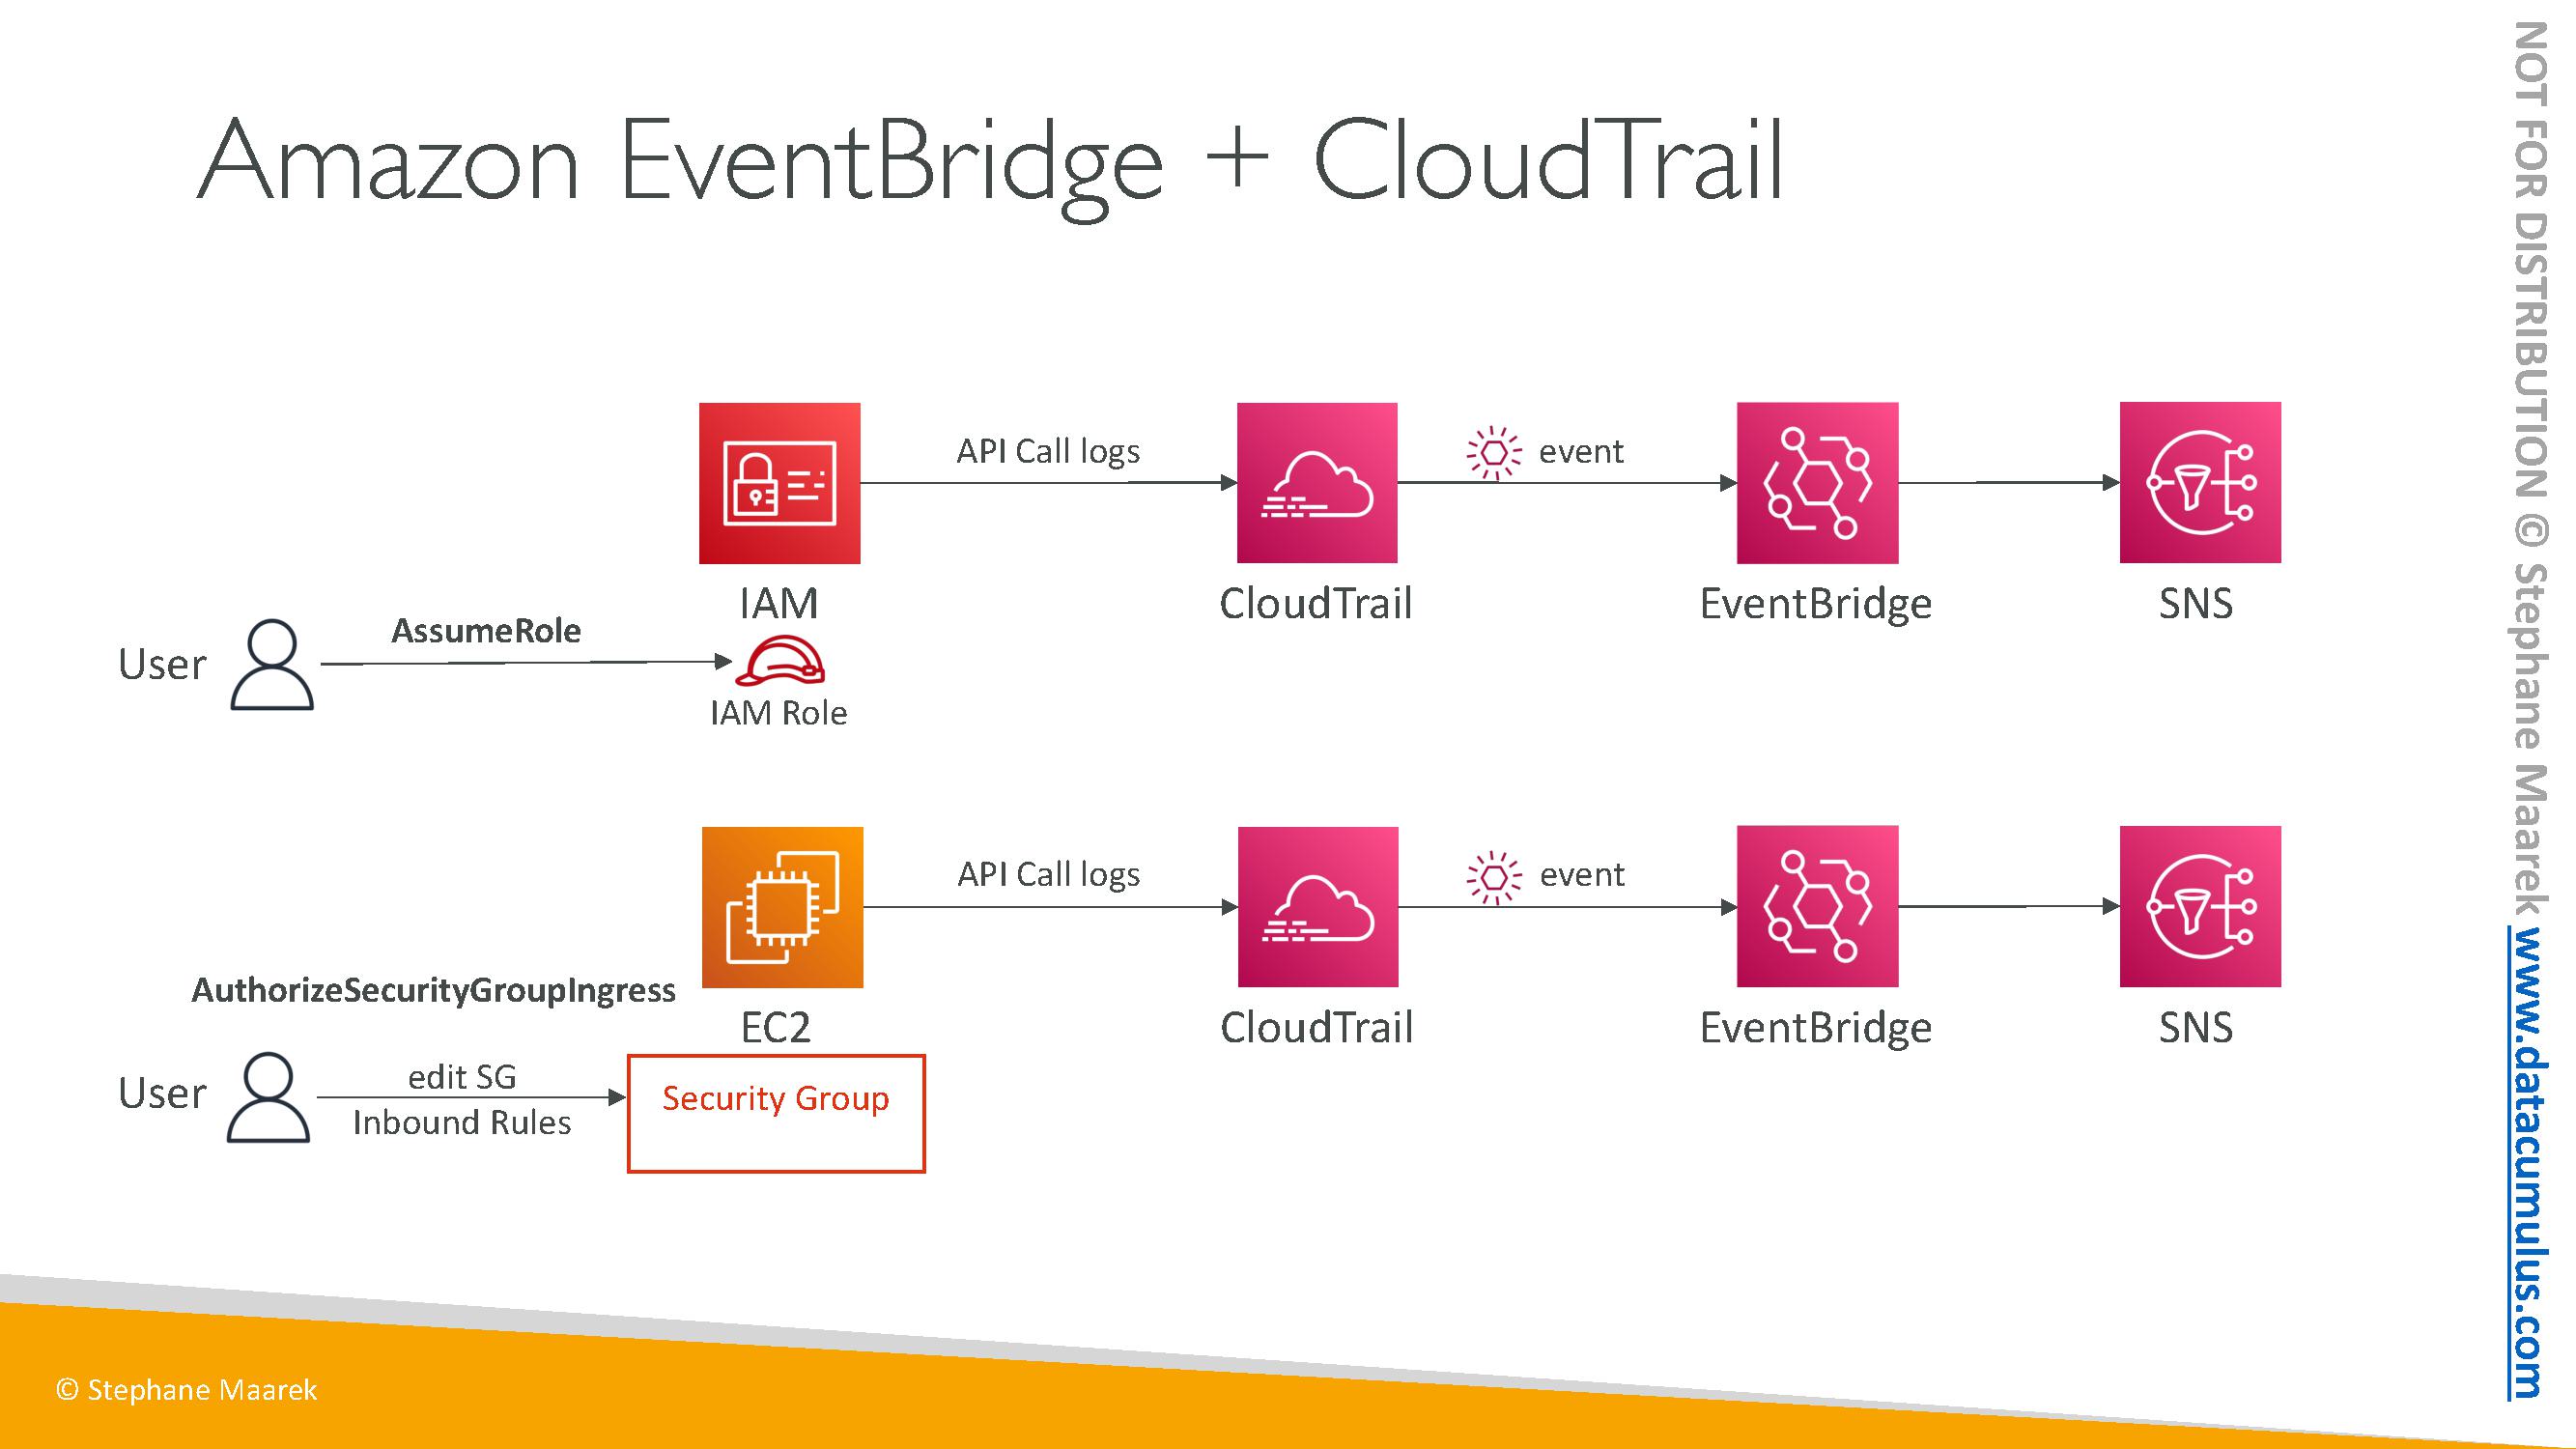 Amazon EventBridge + CloudTrail
API Call logs
event
IAM
CloudTrail
EventBridge
SNS
User
AssumeRole
IAM Role
API Call logs
event
AuthorizeSecurityGroupIngress
EC2
CloudTrail
EventBridge
SNS
User
edit SG
Inbound Rules
Security Group
© Stephane Maarek
NOT FOR DISTRIBUTION © Stephane Maarek www.datacumulus.com